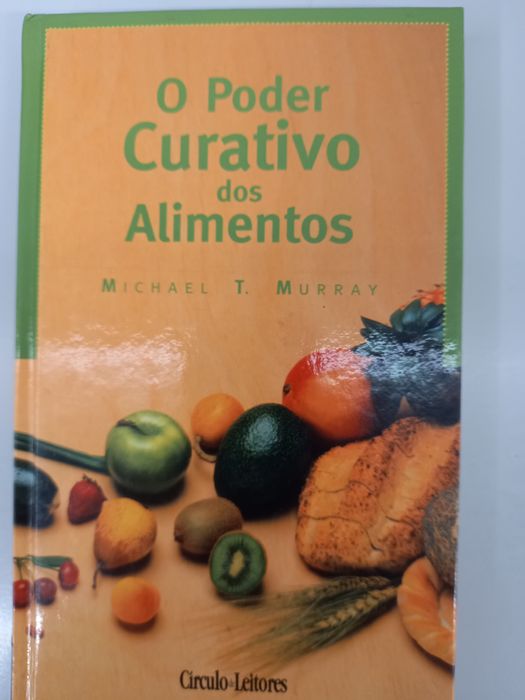 O Poder
Curativo
dos
Alimentos
MICHAEL T. MURRAY
Círculo de Leitores